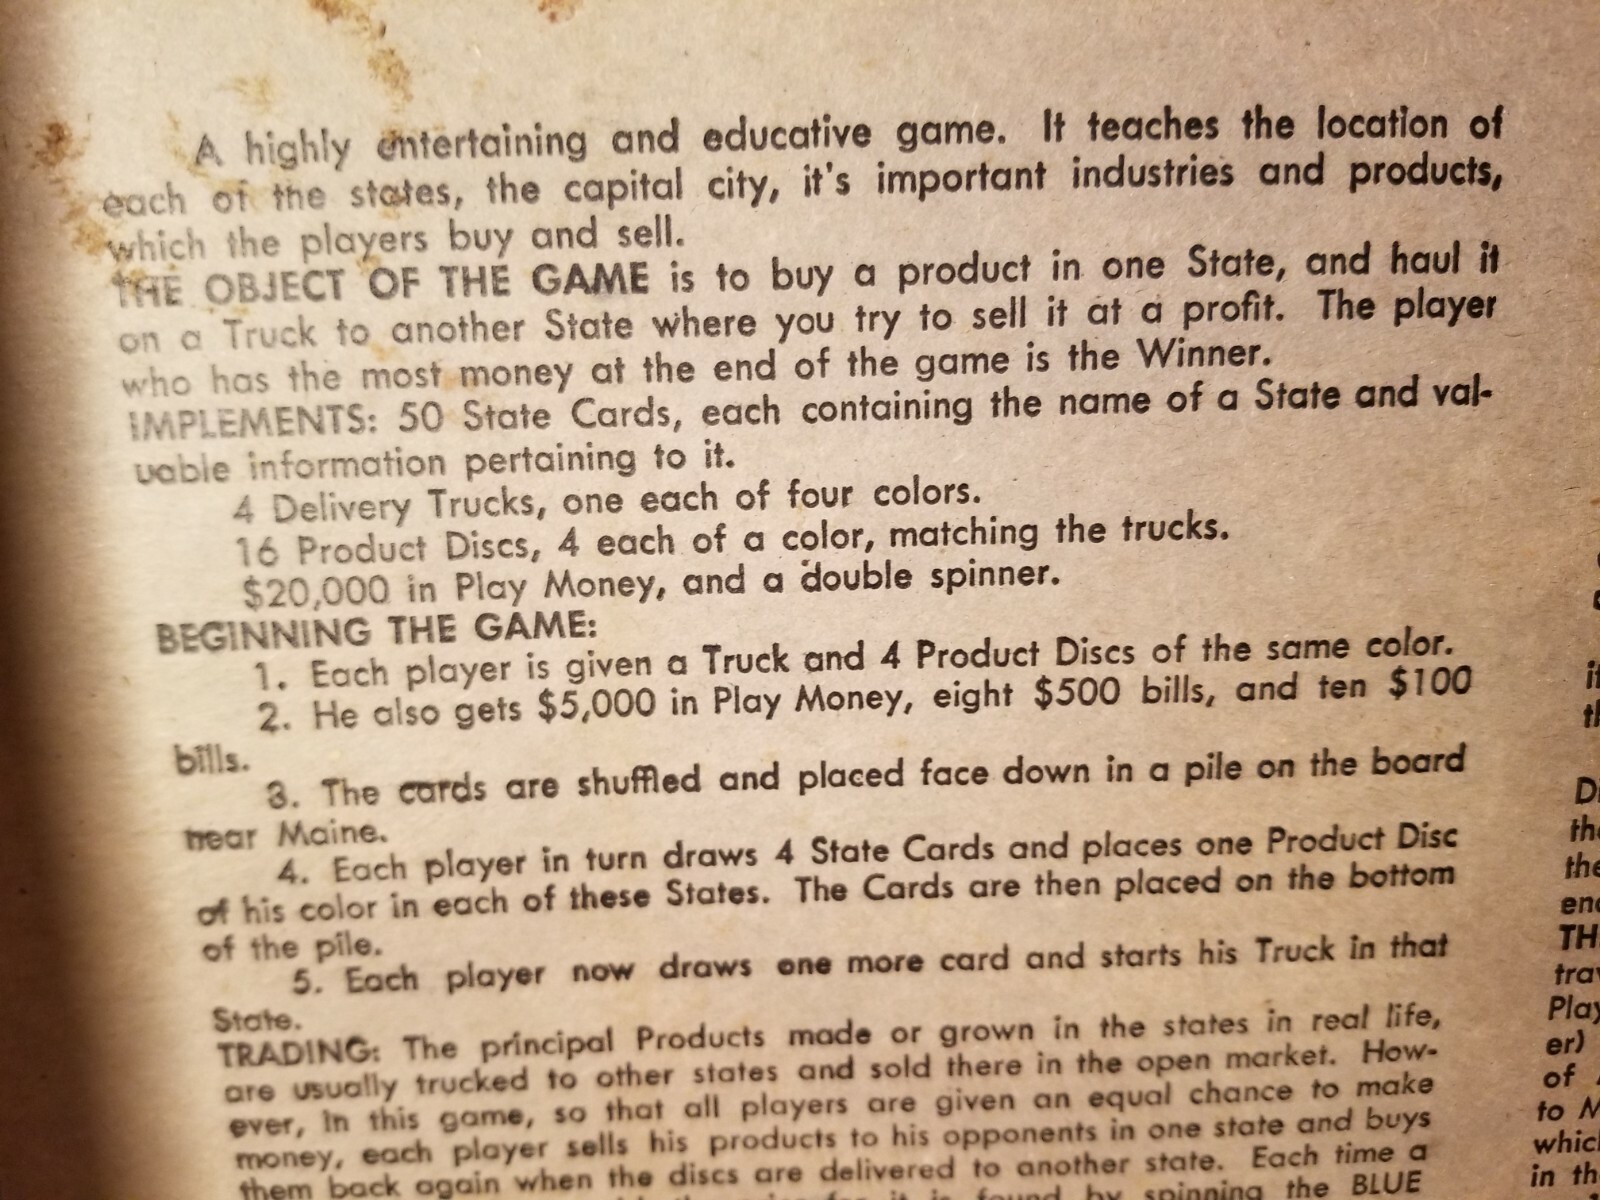 A highly entertaining and educative game. It teaches the location of
each of the states, the capital city, it's important industries and products,
which the players buy and sell.
THE OBJECT OF THE GAME is to buy a product in one State, and haul it
on a Truck to another State where you try to sell it at a profit. The player
who has the most money at the end of the game is the Winner.
IMPLEMENTS: 50 State Cards, each containing the name of a State and val-
uable information pertaining to it.
4 Delivery Trucks, one each of four colors.
16 Product Discs, 4 each of a color, matching the trucks.
$20,000 in Play Money, and a double spinner.
BEGINNING THE GAME:
1. Each player is given a Truck and 4 Product Discs of the same color.
2. He also gets $5,000 in Play Money, eight $500 bills, and ten $100
bills.
3. The cards are shuffled and placed face down in a pile on the board
near Maine.
4. Each player in turn draws 4 State Cards and places one Product Disc
of his color in each of these States. The Cards are then placed on the bottom
of the pile.
5. Each player now draws one more card and starts his Truck in that
State.
TRADING: The principal Products made or grown in the states in real life,
are usually trucked to other states and sold there in the open market. How-
ever, in this game, so that all players are given an equal chance to make
money, each player sells his products to his opponents in one state and buys
them back again when the discs are delivered to another state. Each time a
it is found by spinning the BLUE
er)
of
to
in